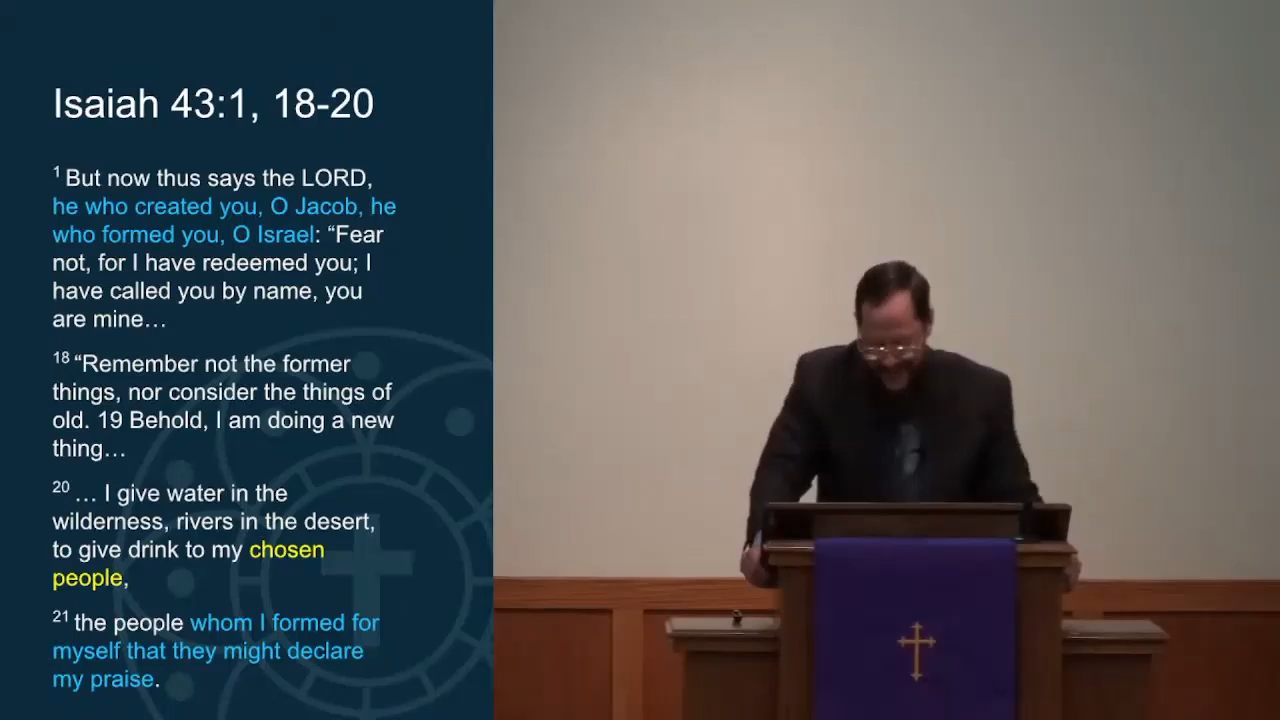 Isaiah 43:1, 18-20
1 But now thus says the LORD,
he who created you, O Jacob, he
who formed you, O Israel: “Fear
not, for I have redeemed you; I
have called you by name, you
are mine…
18 “Remember not the former
things, nor consider the things of
old. 19 Behold, I am doing a new
thing…
20 … I give water in the
wilderness, rivers in the desert,
to give drink to my chosen
people,
21 the people whom I formed for
myself that they might declare
my praise.